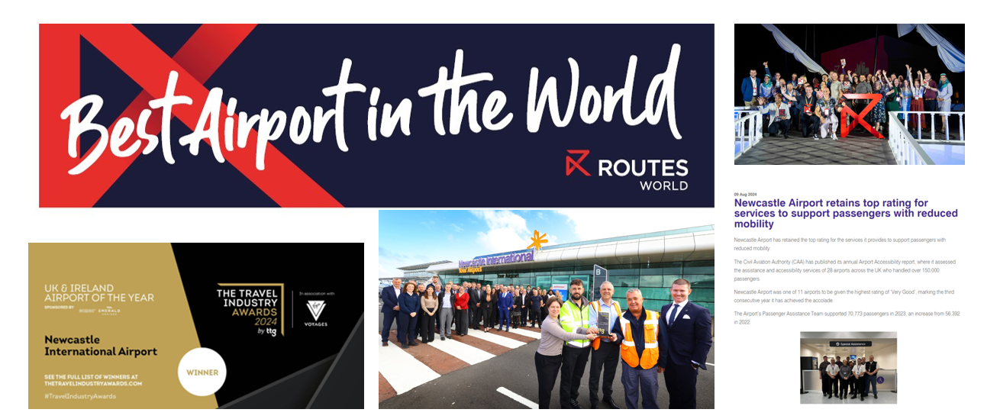 Best Airport in the World
ROUTES
WORLD
09 Aug 2024
Newcastle Airport retains top rating for
services to support passengers with reduced
mobility
Newcastle Airport has retained the top rating for the services it provides to support passengers with
reduced mobility.
The Civil Aviation Authority (CAA) has published its annual Airport Accessibility report, where it assessed
the assistance and accessibility services of 28 airports across the UK who handled over 150,000
passengers.
Newcastle Airport was one of 11 airports to be given the highest rating of 'Very Good', marking the third
consecutive year it has achieved the accolade.
The Airport's Passenger Assistance Team supported 70,773 passengers in 2023, an increase from 56,392
in 2022.
Special Assistance
UK & IRELAND
AIRPORT OF THE YEAR
SPONSORED BY
EMERALD
Newcastle
International Airport
SEE THE FULL LIST OF WINNERS AT
THETRAVELINDUSTRYAWARDS.COM
#TravelIndustryAwards
WINNER
THE TRAVEL
INDUSTRY
AWARDS
2024
by ttg
In association with
VOYAGES
Newcastle International
Your Airport
B
ttg